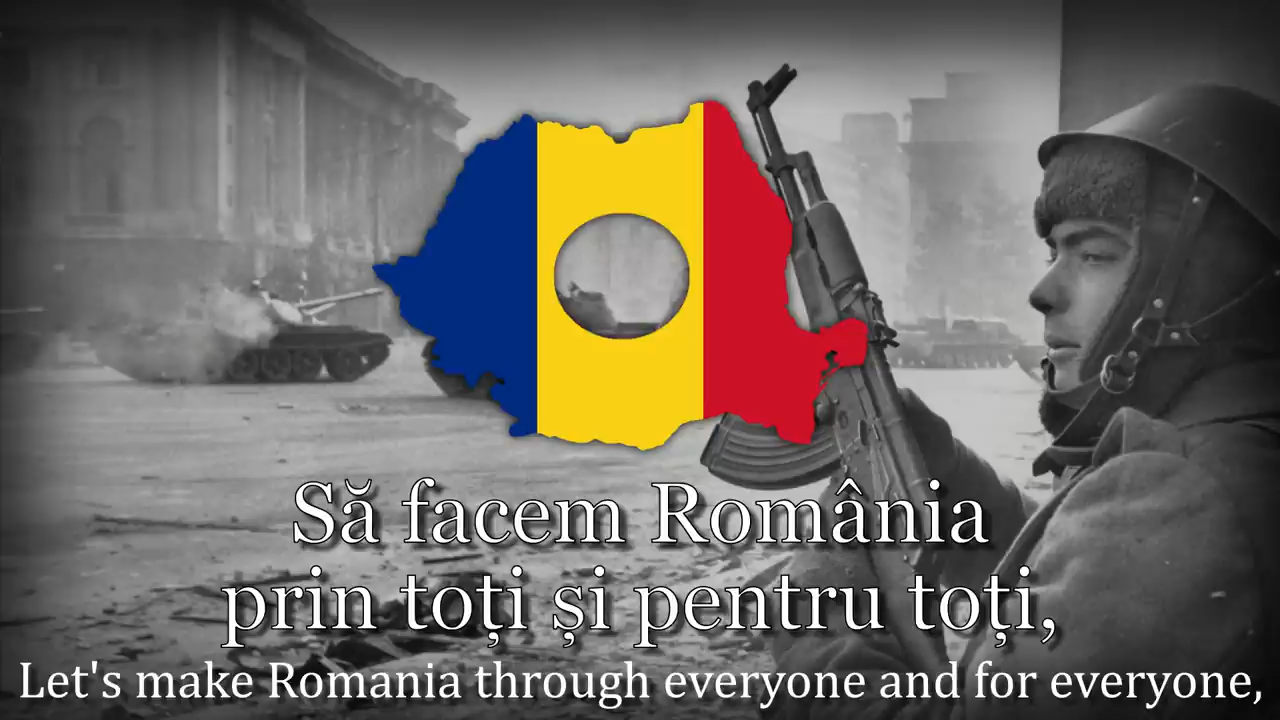 Să facem România
prin toți și pentru toți,
Let's make Romania through everyone and for everyone,